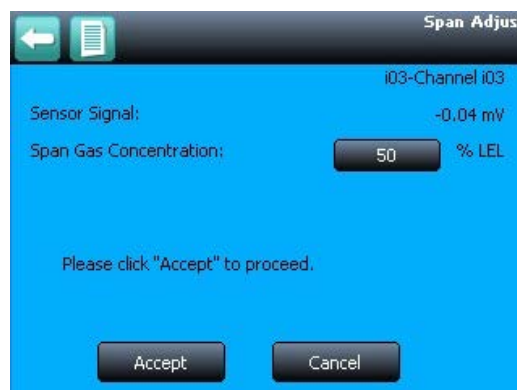 Span Adjus
i03-Channel i03
Sensor Signal: -0.04 mV
Span Gas Concentration: 50 % LEL
Please click "Accept" to proceed.
Accept Cancel